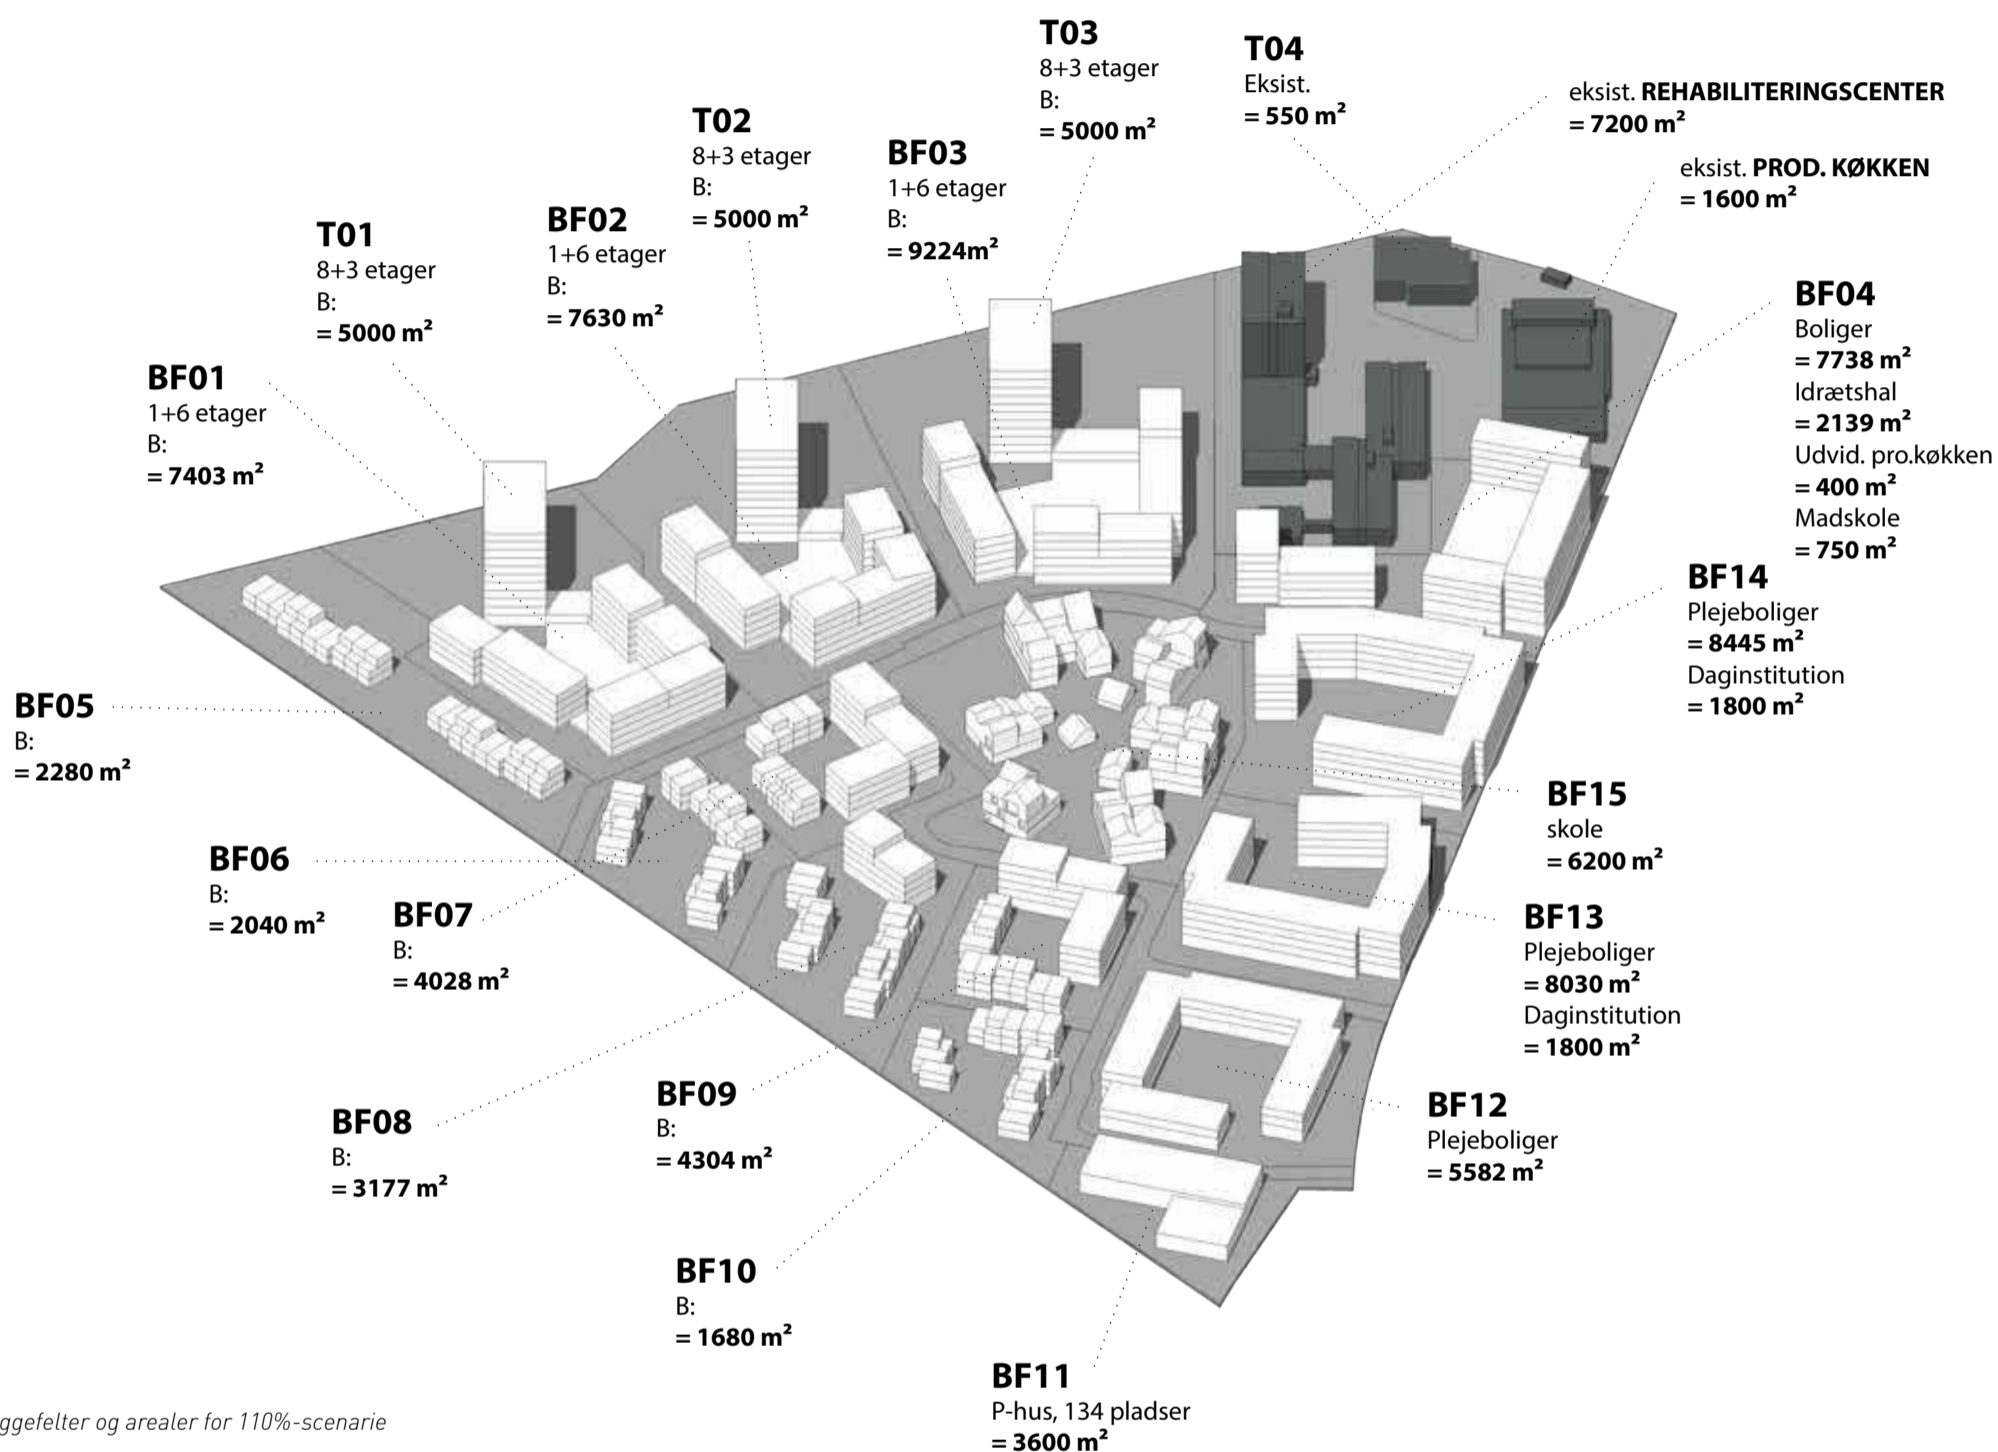 T03
8+3 etager
B:
= 5000 m²
T04
Eksist.
= 550 m²
eksist. REHABILITERINGSCENTER
= 7200 m²
T02
8+3 etager
B:
= 5000 m²
BF03
1+6 etager
B:
= 9224m²
eksist. PROD. KØKKEN
= 1600 m²
T01
8+3 etager
B:
= 5000 m²
BF02
1+6 etager
B:
= 7630 m²
BF04
Boliger
= 7738 m²
Idrætshal
= 2139 m²
Udvid. pro.køkken
= 400 m²
Madskole
= 750 m²
BF01
1+6 etager
B:
= 7403 m²
BF14
Plejeboliger
= 8445 m²
Daginstitution
= 1800 m²
BF05
B:
= 2280 m²
BF15
skole
= 6200 m²
BF06
B:
= 2040 m²
BF07
B:
= 4028 m²
BF13
Plejeboliger
= 8030 m²
Daginstitution
= 1800 m²
BF08
B:
= 3177 m²
BF09
B:
= 4304 m²
BF12
Plejeboliger
= 5582 m²
BF10
B:
= 1680 m²
BF11
P-hus, 134 pladser
= 3600 m²
ggefelter og arealer for 110%-scenarie